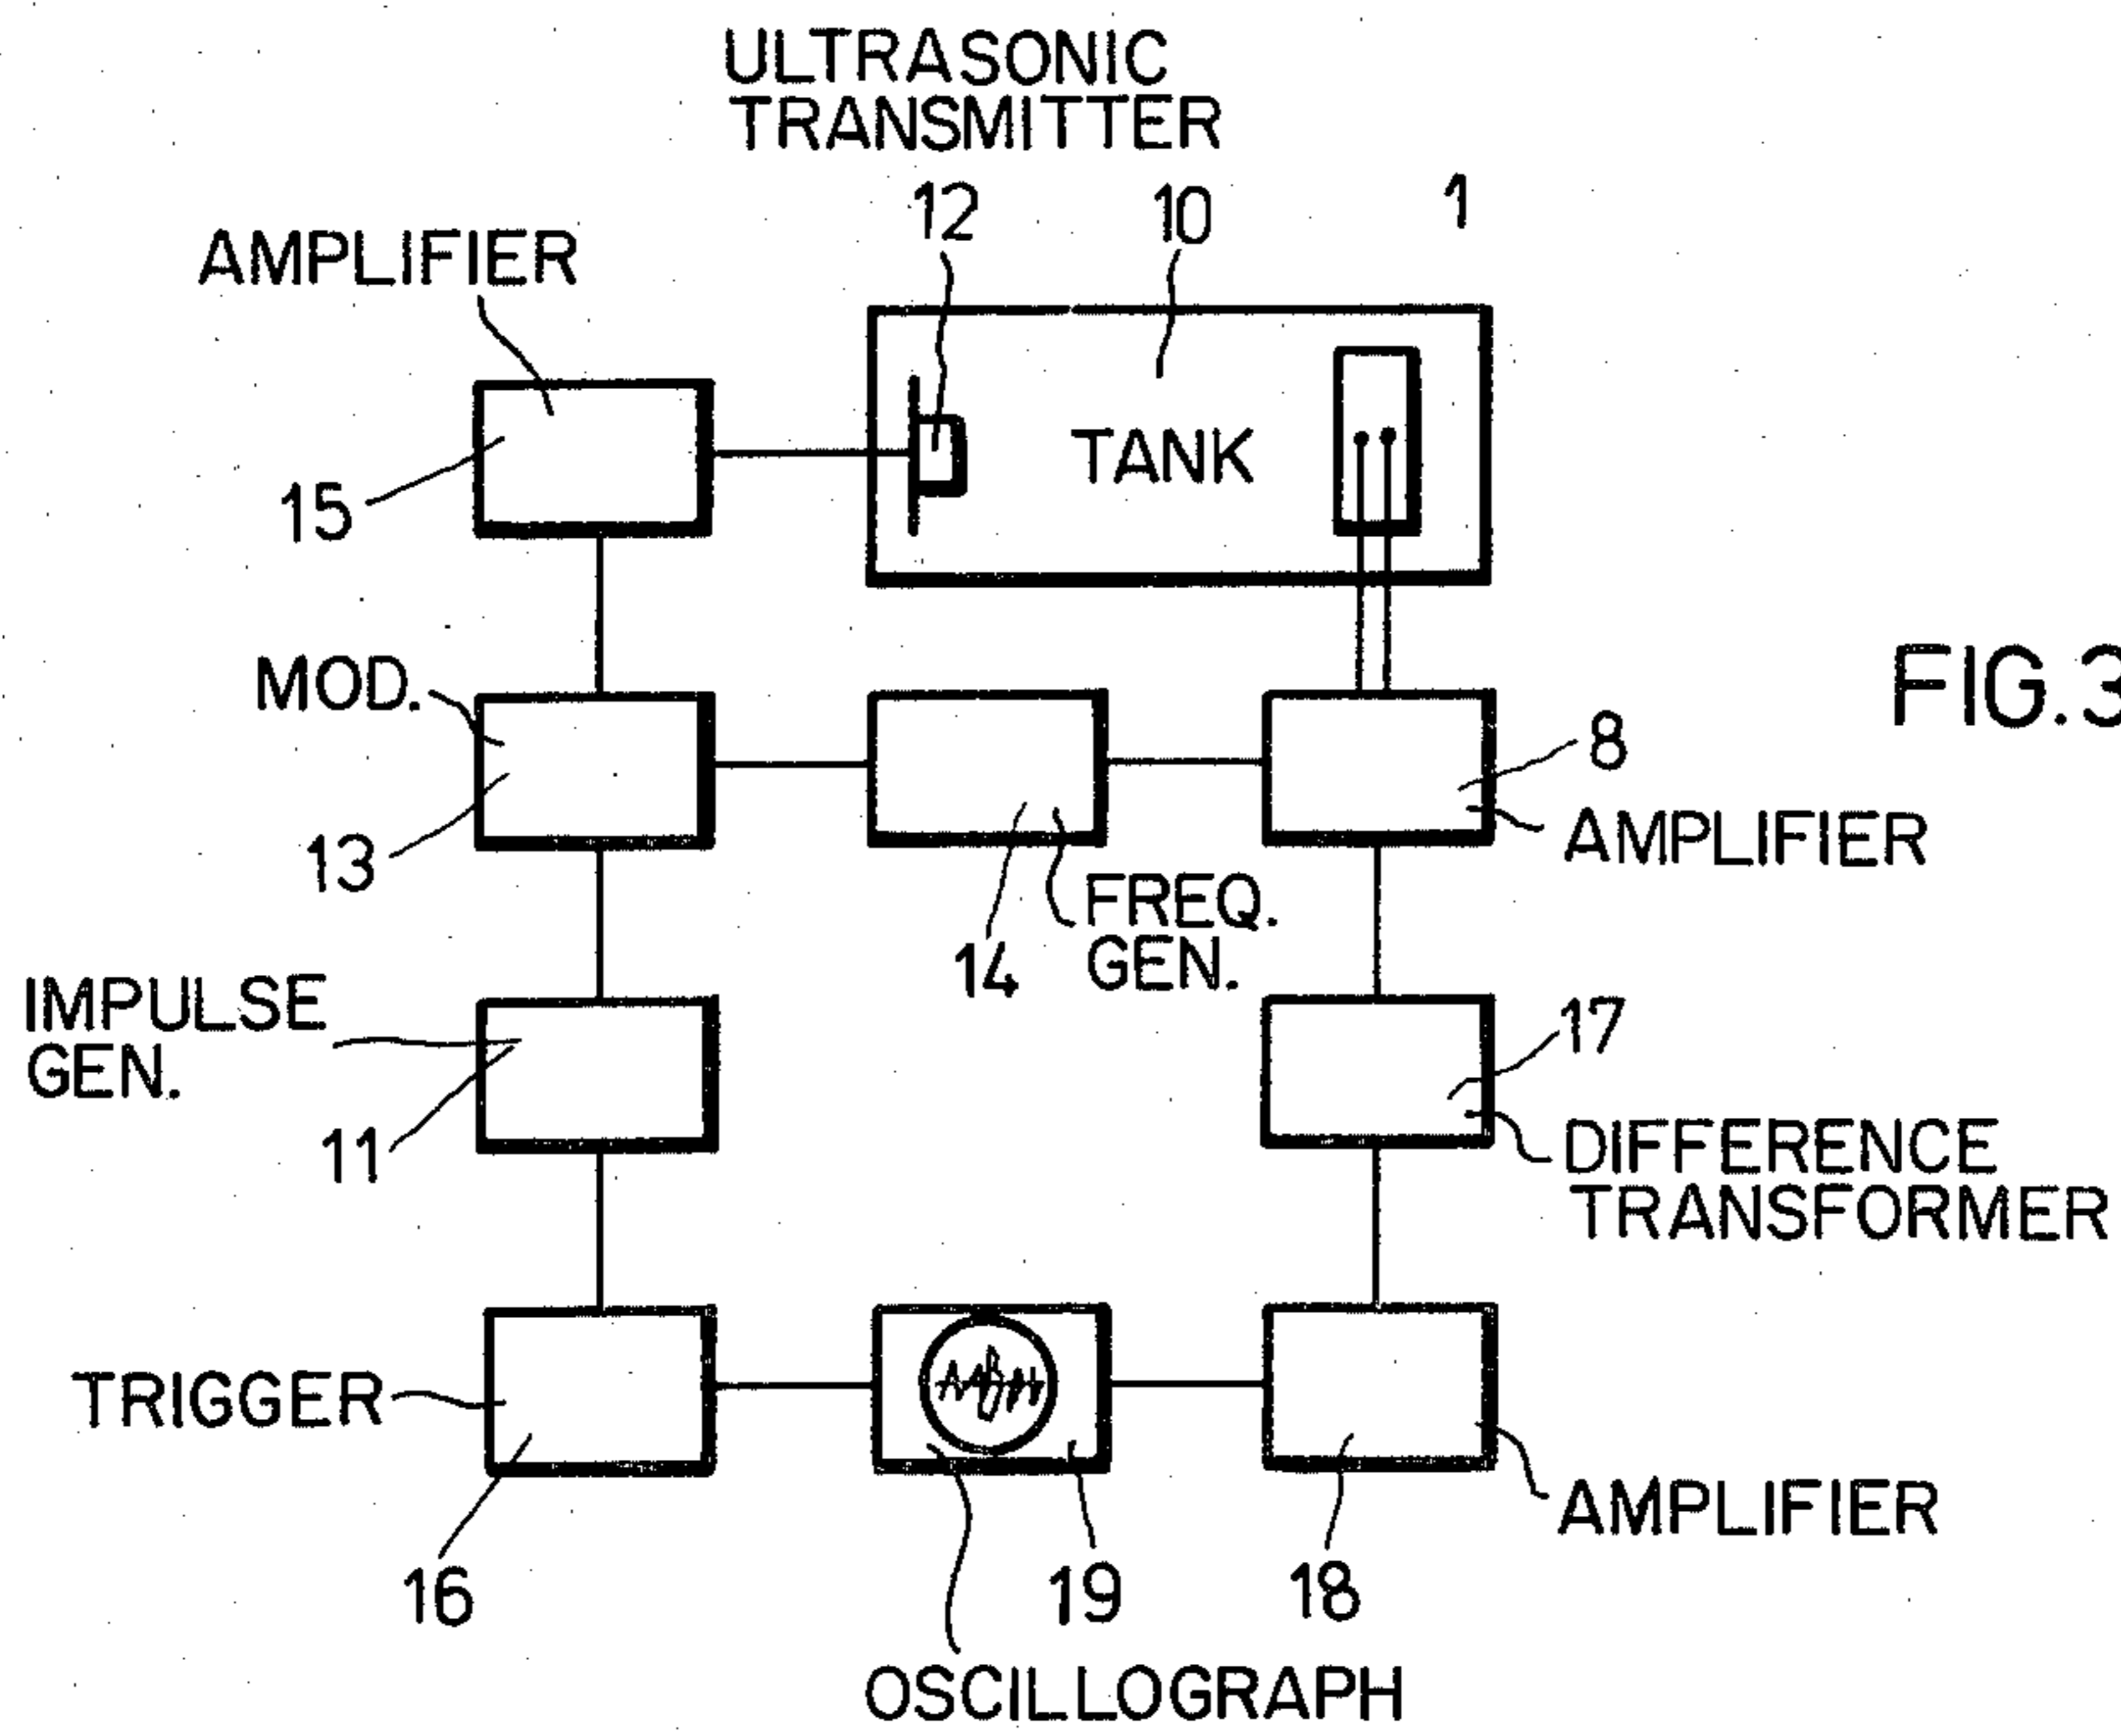 ULTRASONIC
TRANSMITTER
12
10
1
AMPLIFIER
15
TANK
MOD.
13
FIG.3
8
AMPLIFIER
FREQ.
GEN.
14
IMPULSE
GEN.
11
17
DIFFERENCE
TRANSFORMER
TRIGGER
16
19
18
AMPLIFIER
OSCILLOGRAPH